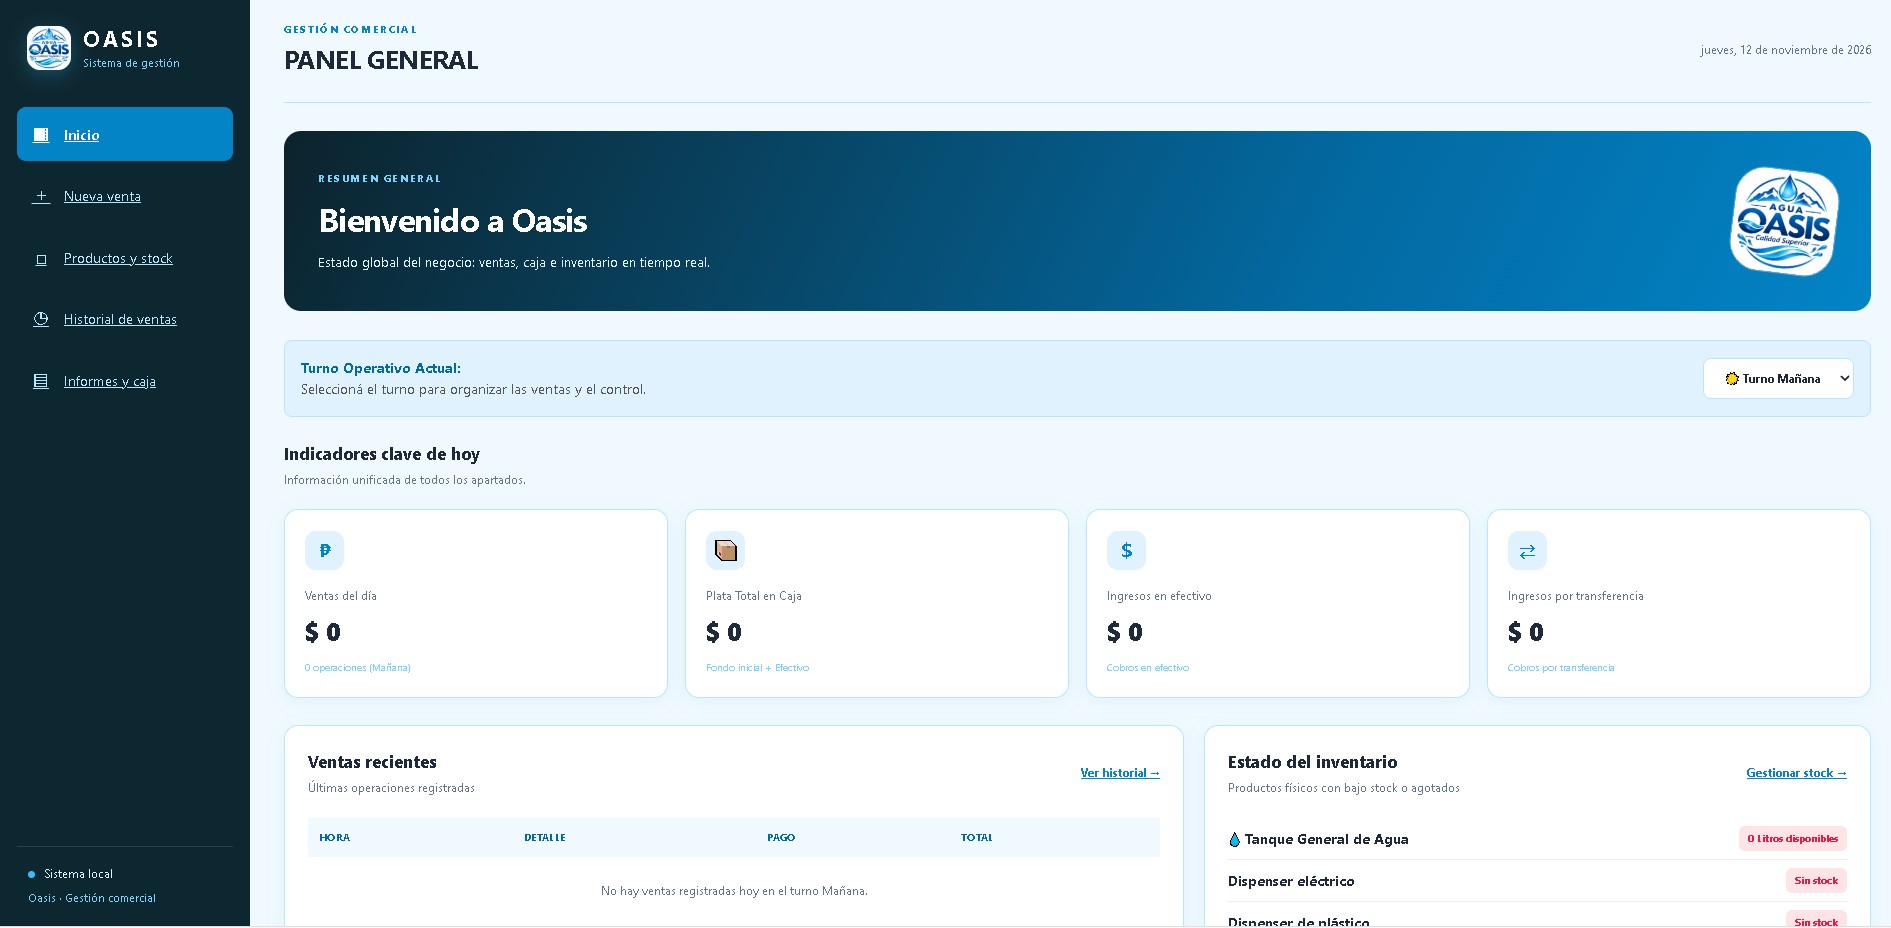 OASIS
Sistema de gestión
Inicio
Nueva venta
Productos y stock
Historial de ventas
Informes y caja
Sistema local
Oasis · Gestión comercial
GESTIÓN COMERCIAL
PANEL GENERAL
jueves, 12 de noviembre de 2026
RESUMEN GENERAL
Bienvenido a Oasis
Estado global del negocio: ventas, caja e inventario en tiempo real.
AGUA
OASIS
Calidad Superior
Turno Operativo Actual:
Seleccioná el turno para organizar las ventas y el control.
Turno Mañana
Indicadores clave de hoy
Información unificada de todos los apartados.
₱
Ventas del día
$ 0
0 operaciones (Mañana)
Plata Total en Caja
$ 0
Fondo inicial + Efectivo
$
Ingresos en efectivo
$ 0
Cobros en efectivo
⇄
Ingresos por transferencia
$ 0
Cobros por transferencia
Ventas recientes
Últimas operaciones registradas
Ver historial →
HORA DETALLE PAGO TOTAL
No hay ventas registradas hoy en el turno Mañana.
Estado del inventario
Productos físicos con bajo stock o agotados
Gestionar stock →
Tanque General de Agua 0 Litros disponibles
Dispenser eléctrico Sin stock
Dispenser de plástico Sin stock